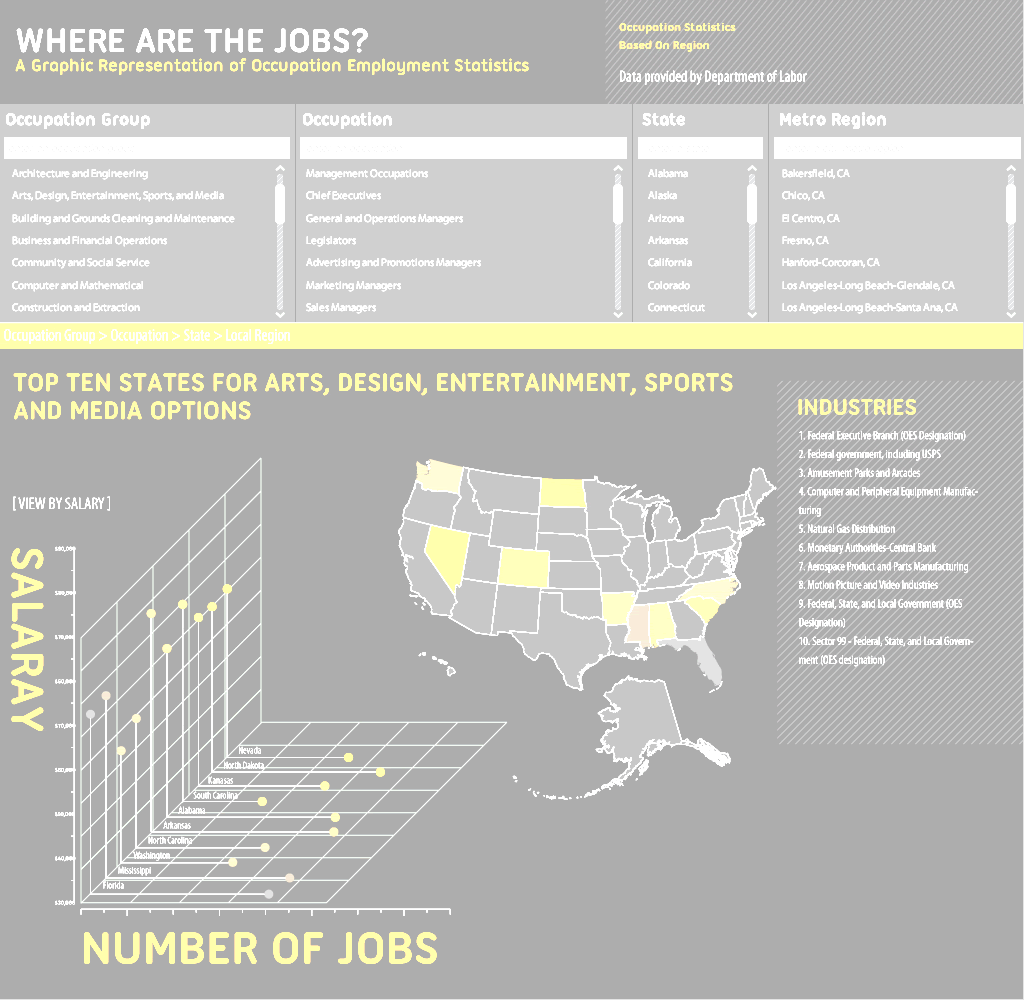 WHERE ARE THE JOBS?
A Graphic Representation of Occupation Employment Statistics
Occupation Statistics
Based On Region
Data provided by Department of Labor
Occupation Group
Occupation
State
Metro Region
Architecture and Engineering
Arts, Design, Entertainment, Sports, and Media
Building and Grounds Cleaning and Maintenance
Business and Financial Operations
Community and Social Service
Computer and Mathematical
Construction and Extraction
Management Occupations
Chief Executives
General and Operations Managers
Legislators
Advertising and Promotions Managers
Marketing Managers
Sales Managers
Alabama
Alaska
Arizona
Arkansas
California
Colorado
Connecticut
Bakersfield, CA
Chico, CA
El Centro, CA
Fresno, CA
Hanford-Corcoran, CA
Los Angeles-Long Beach-Glendale, CA
Los Angeles-Long Beach-Santa Ana, CA
Occupation Group > Occupation > State > Local Region
TOP TEN STATES FOR ARTS, DESIGN, ENTERTAINMENT, SPORTS
AND MEDIA OPTIONS
[ VIEW BY SALARY ]
SALARAY
$70,000
$60,000
$40,000
$30,000
Nevada
North Dakota
Kanasas
South Carolina
Alabama
Arkansas
North Carolina
Washington
Mississippi
Florida
NUMBER OF JOBS
INDUSTRIES
1. Federal Executive Branch (OES Designation)
2. Federal government, including USPS
3. Amusement Parks and Arcades
4. Computer and Peripheral Equipment Manufac-
turing
5. Natural Gas Distribution
6. Monetary Authorities-Central Bank
7. Aerospace Product and Parts Manufacturing
8. Motion Picture and Video Industries
9. Federal, State, and Local Government (OES
Designation)
10. Sector 99 - Federal, State, and Local Govern-
ment (OES designation)